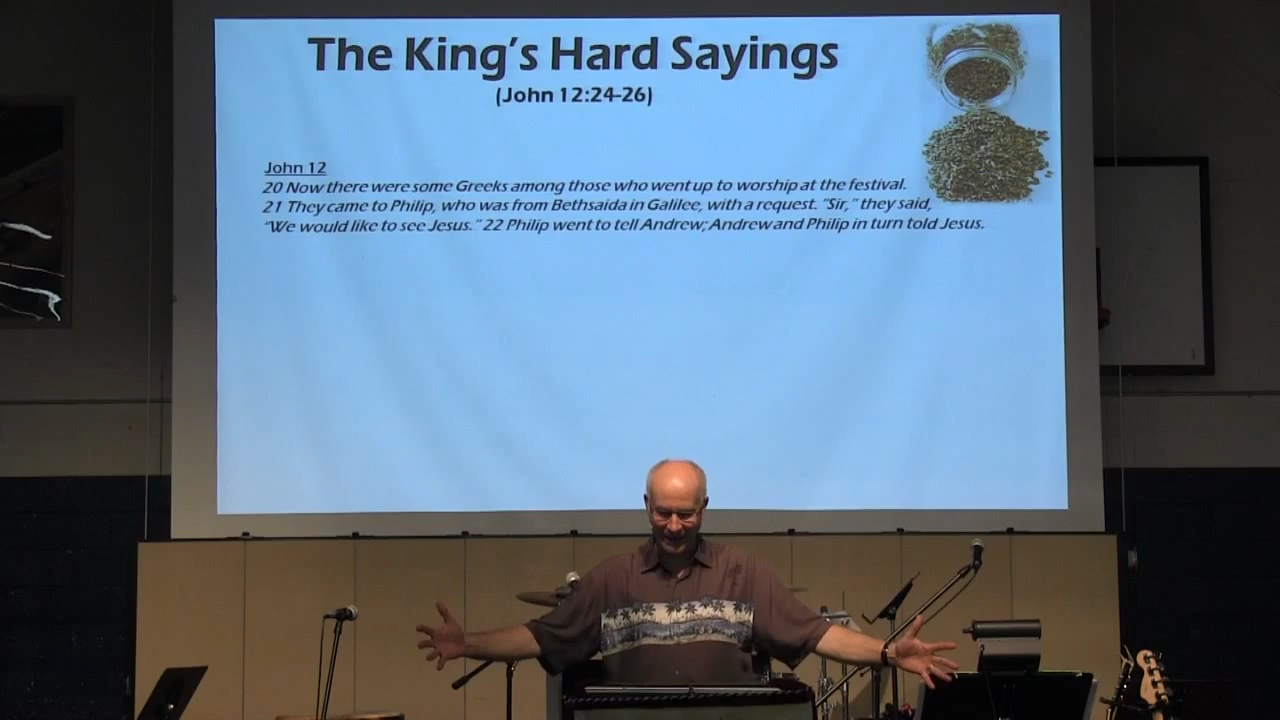 The King's Hard Sayings
(John 12:24-26)
John 12
20 Now there were some Greeks among those who went up to worship at the festival.
21 They came to Philip, who was from Bethsaida in Galilee, with a request. "Sir," they said,
"We would like to see Jesus." 22 Philip went to tell Andrew; Andrew and Philip in turn told Jesus.